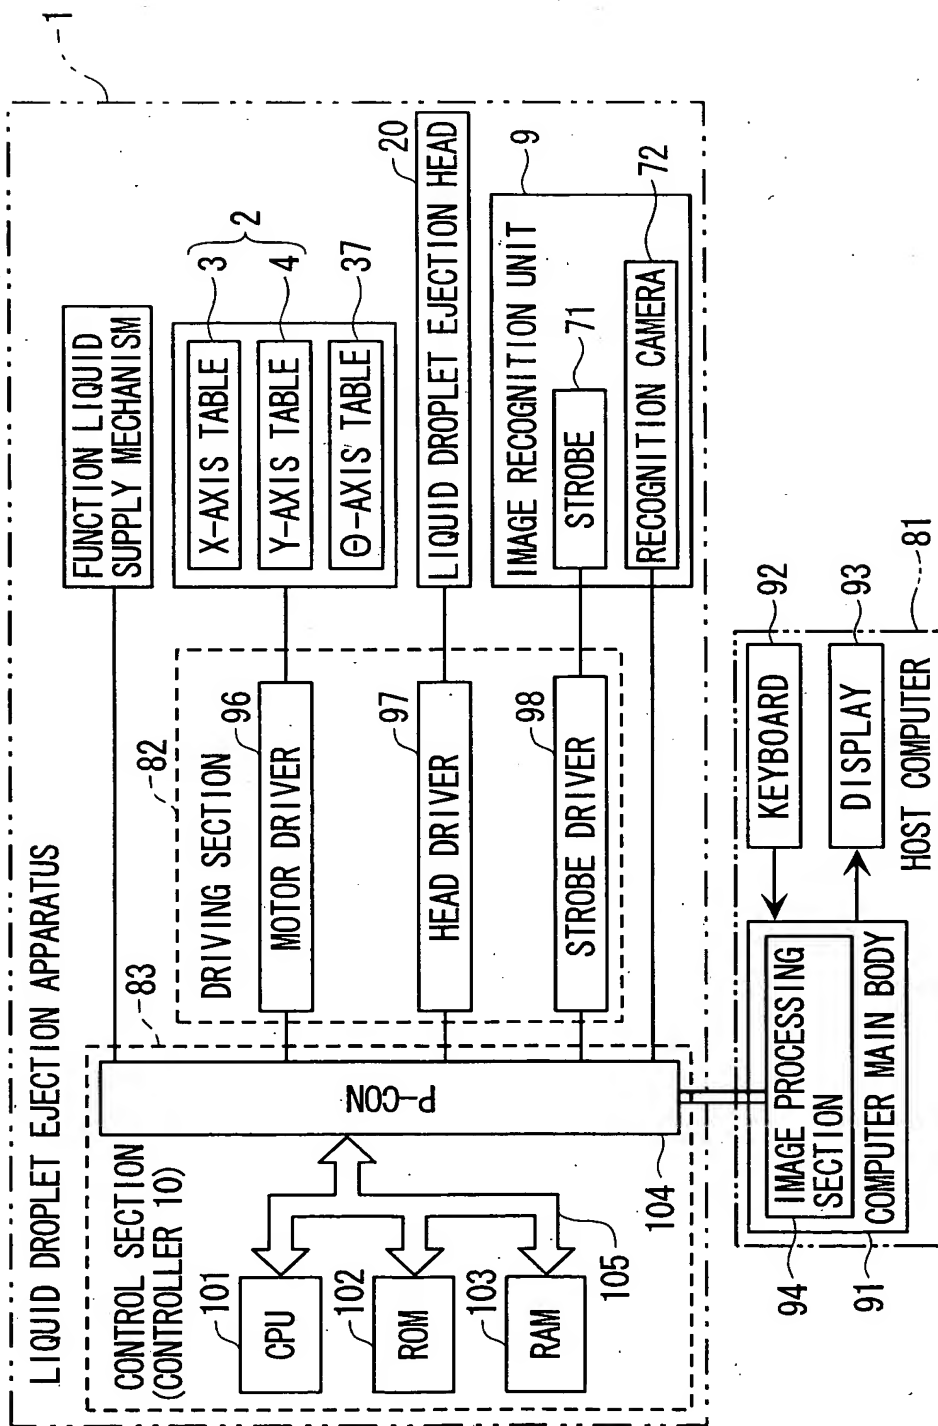 LIQUID DROPLET EJECTION APPARATUS
1
CONTROL SECTION
(CONTROLLER 10)
83
101
CPU
102
ROM
103
RAM
105
104
P-CON
82
DRIVING SECTION
96
MOTOR DRIVER
97
HEAD DRIVER
98
STROBE DRIVER
FUNCTION LIQUID
SUPPLY MECHANISM
X-AXIS TABLE
3
Y-AXIS TABLE
4
2
Θ-AXIS TABLE
37
LIQUID DROPLET EJECTION HEAD
20
IMAGE RECOGNITION UNIT
9
STROBE
71
RECOGNITION CAMERA
72
IMAGE PROCESSING
SECTION
94
COMPUTER MAIN BODY
91
KEYBOARD
92
DISPLAY
93
HOST COMPUTER
81